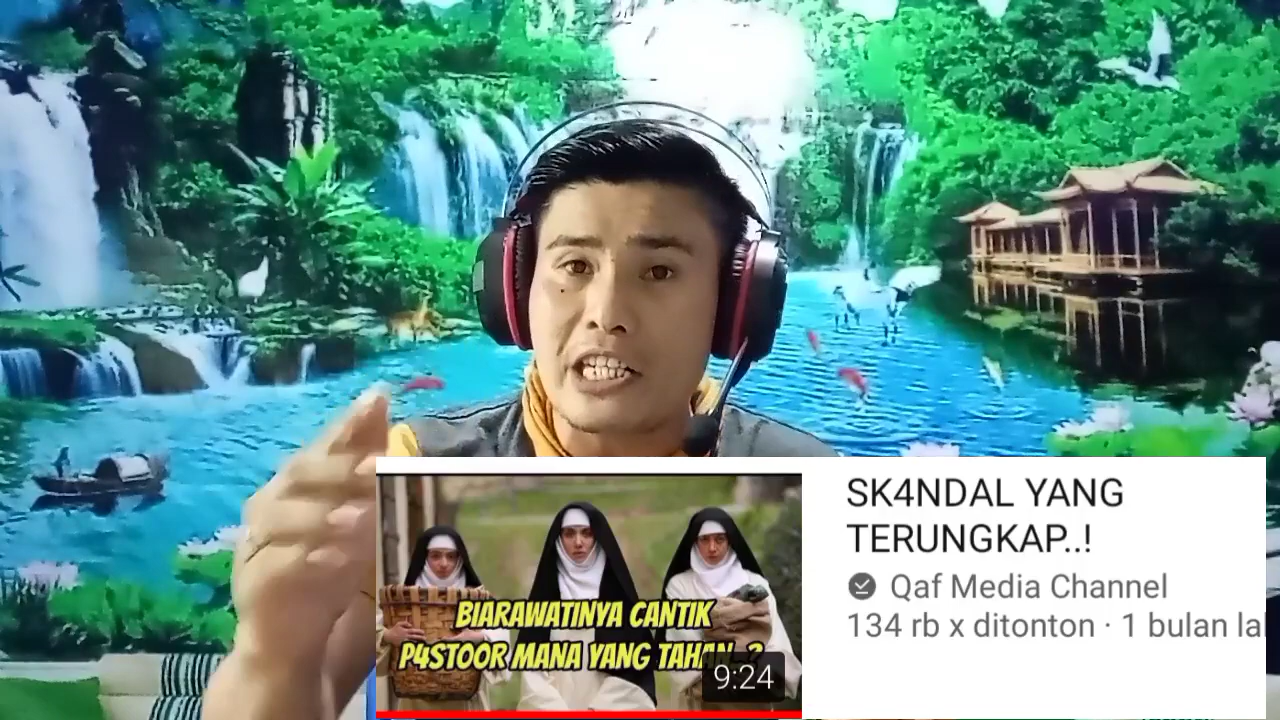 SK4NDAL YANG
TERUNGKAP..!
Qaf Media Channel
134 rb x ditonton · 1 bulan la
BIARAWATINYA CANTIK
P4STOOR MANA YANG TAHAN..?
9:24